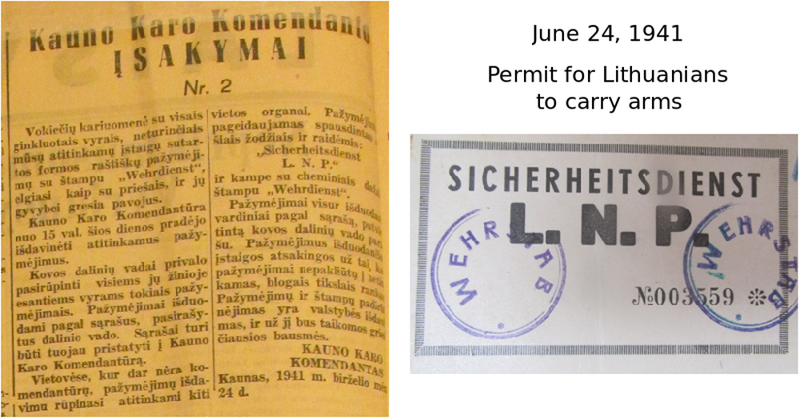 Kauno Karo Komendanto
ĮSAKYMAI
Nr. 2
Vokiečių kariuomenė su visais
ginkluotais vyrais, neturinčiais
mūsų atitinkamų įstaigų sutar-
tos formos raštiškų pažymėji-
mų su štampu „Wehrdienst",
elgiasi kaip su priešais, ir jų
gyvybei gresia pavojus.
Kauno Karo Komendantūra
nuo 15 val. šios dienos pradėjo
išdavinėti atitinkamus pažy-
mėjimus.
Kovos dalinių vadai privalo
pasirūpinti visiems jų žinioje
esantiems vyrams tokiais pažy-
mėjimais. Pažymėjimai išduo-
dami pagal sąrašus, pasirašy-
tus dalinio vado. Sąrašai turi
būti tuojau pristatyti į Kauno
Karo Komendantūrą.
Vietovėse, kur dar nėra ko-
mendantūrų, pažymėjimų išda-
vimu rūpinasi atitinkami kiti
vietos organai.
pageidaujamas
šiais žodžiais ir raidėmis:
„Sicherheitsdienst
L. N. P."
ir kampe su cheminiais
štampu „Wehrdienst".
Pažymėjimai visur
vardiniai pagal sąrašą,
tintą kovos dalinių vado
šu. Pažymėjimus
įstaigos atsakingos už tai,
pažymėjimai nepakliūtų į
kamas, blogais tikslais
Pažymėjimų ir štampų
nėjimas yra valstybės
mas, ir už jį bus taikomos
čiausios bausmės.
KAUNO KARO
KOMENDANTAS
Kaunas, 1941 m. birželio mėn
24 d.
June 24, 1941
Permit for Lithuanians
to carry arms
SICHERHEITSDIENST
L. N. P.
WEHRSTAB
WEHRSTAB
№003559 ※